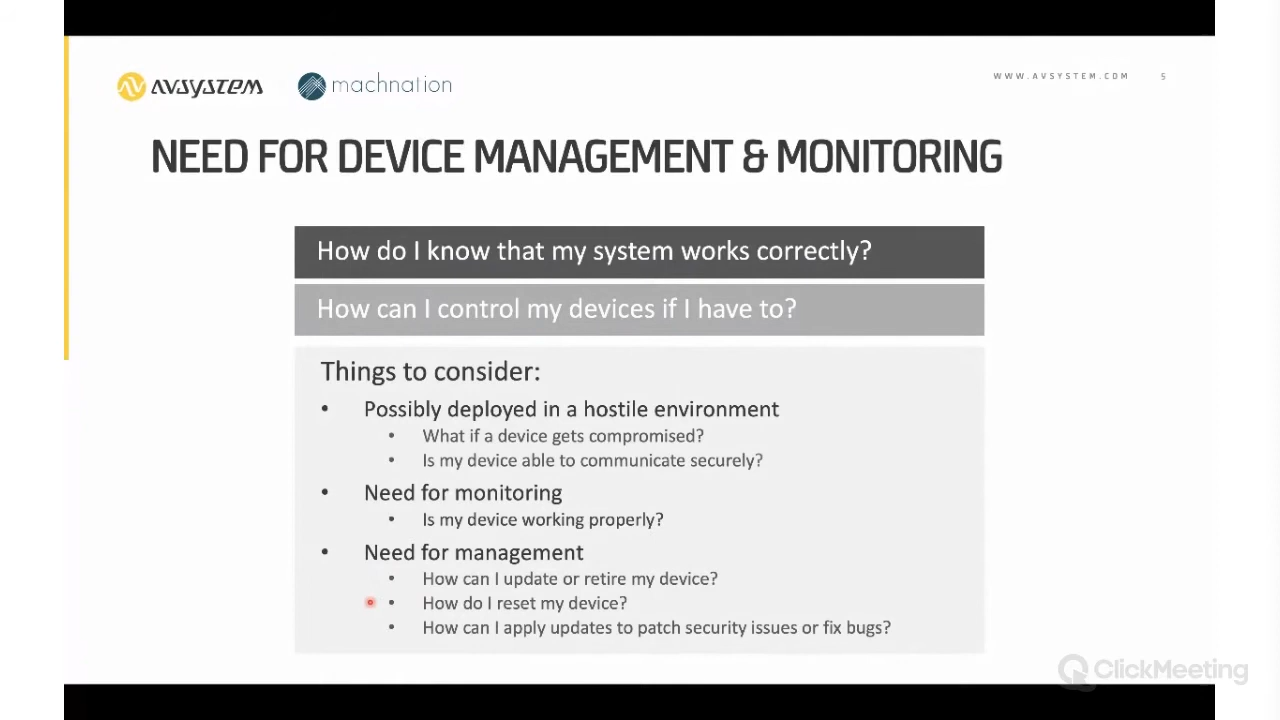 AVSYSTEM machnation
WWW.AVSYSTEM.COM 5
NEED FOR DEVICE MANAGEMENT & MONITORING
How do I know that my system works correctly?
How can I control my devices if I have to?
Things to consider:
• Possibly deployed in a hostile environment
• What if a device gets compromised?
• Is my device able to communicate securely?
• Need for monitoring
• Is my device working properly?
• Need for management
• How can I update or retire my device?
• How do I reset my device?
• How can I apply updates to patch security issues or fix bugs?
ClickMeeting